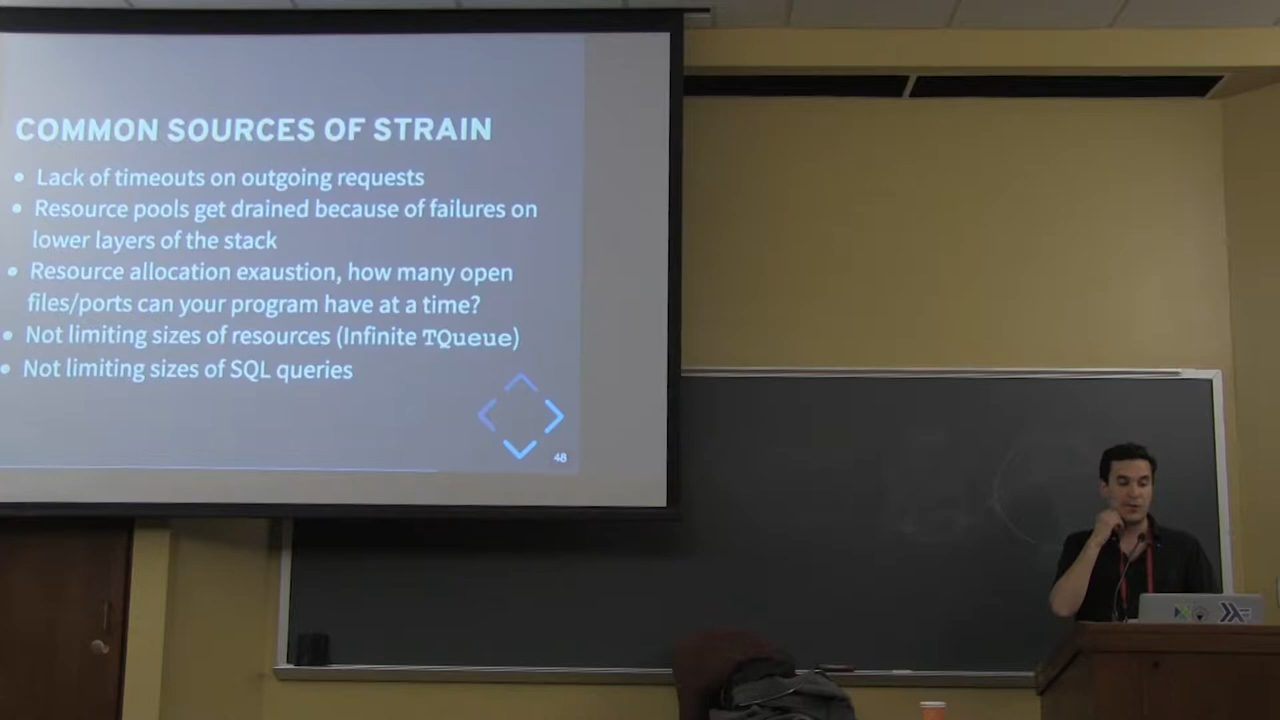 COMMON SOURCES OF STRAIN
• Lack of timeouts on outgoing requests
• Resource pools get drained because of failures on
lower layers of the stack
• Resource allocation exaustion, how many open
files/ports can your program have at a time?
• Not limiting sizes of resources (Infinite TQueue)
• Not limiting sizes of SQL queries
48